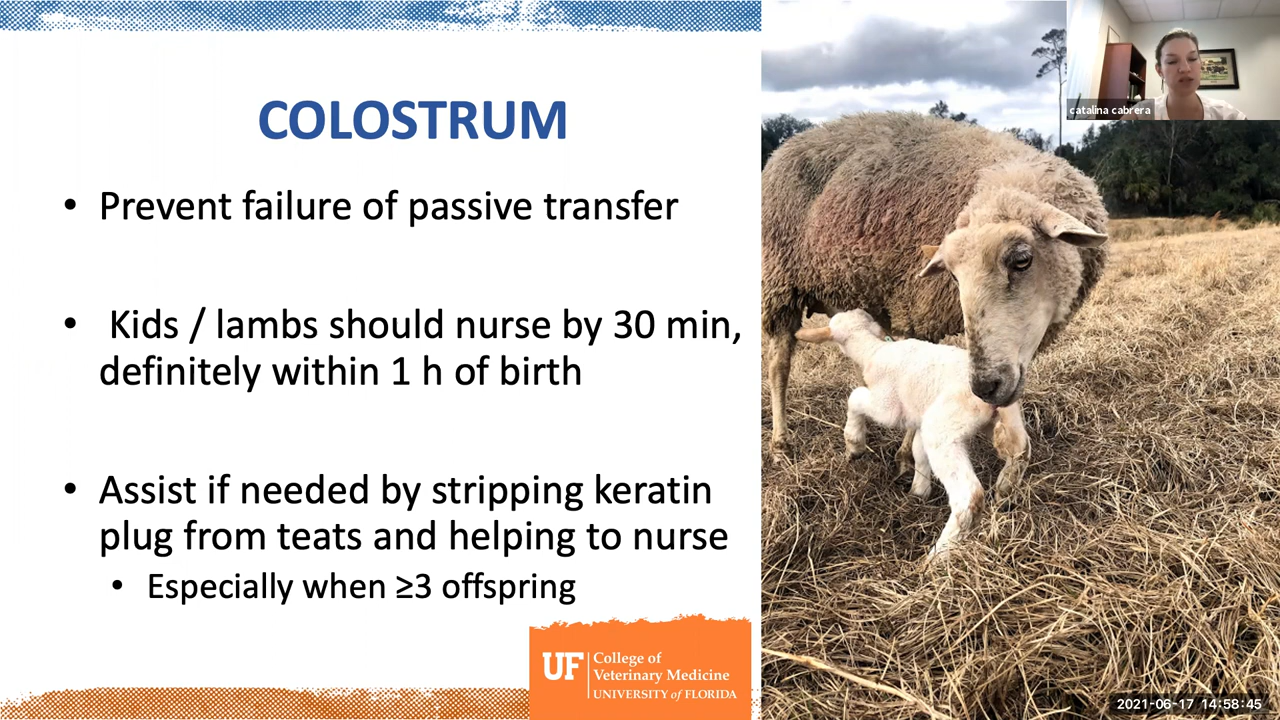 COLOSTRUM
• Prevent failure of passive transfer
• Kids / lambs should nurse by 30 min,
definitely within 1 h of birth
• Assist if needed by stripping keratin
plug from teats and helping to nurse
• Especially when ≥3 offspring
UF
College of
Veterinary Medicine
UNIVERSITY of FLORIDA
catalina cabrera
2021-06-17 14:58:45